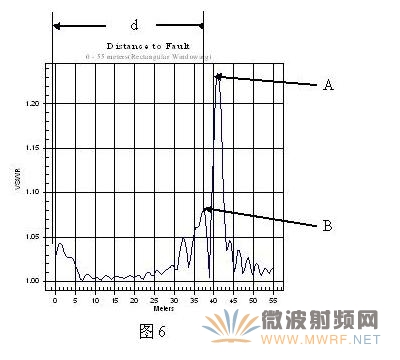 d
Distance to Fault
0 - 55 meters(Rectangular Windowing)
A
1.20
1.15
1.10
VSWR
B
1.05
1.00
0 5 10 15 20 25 30 35 40 45 50 55
Meters
图6
微波射频网
WWW.MWRF.NET